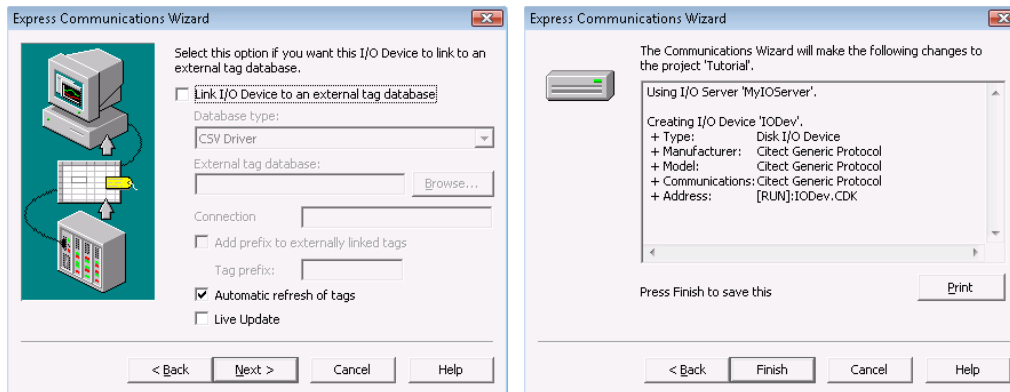 Express Communications Wizard
Select this option if you want this I/O Device to link to an
external tag database.
Link I/O Device to an external tag database
Database type:
CSV Driver
External tag database:
Browse...
Connection
Add prefix to externally linked tags
Tag prefix:
Automatic refresh of tags
Live Update
< Back
Next >
Cancel
Help
Express Communications Wizard
The Communications Wizard will make the following changes to
the project 'Tutorial'.
Using I/O Server 'MyIOServer'.
Creating I/O Device 'IODev'.
+ Type: Disk I/O Device
+ Manufacturer: Citect Generic Protocol
+ Model: Citect Generic Protocol
+ Communications: Citect Generic Protocol
+ Address: [RUN]:IODev.CDK
Press Finish to save this
Print
< Back
Finish
Cancel
Help